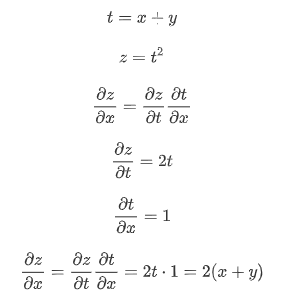 t = x + y
z = t²
∂z/∂x = ∂z/∂t ∂t/∂x
∂z/∂t = 2t
∂t/∂x = 1
∂z/∂x = ∂z/∂t ∂t/∂x = 2t · 1 = 2(x + y)